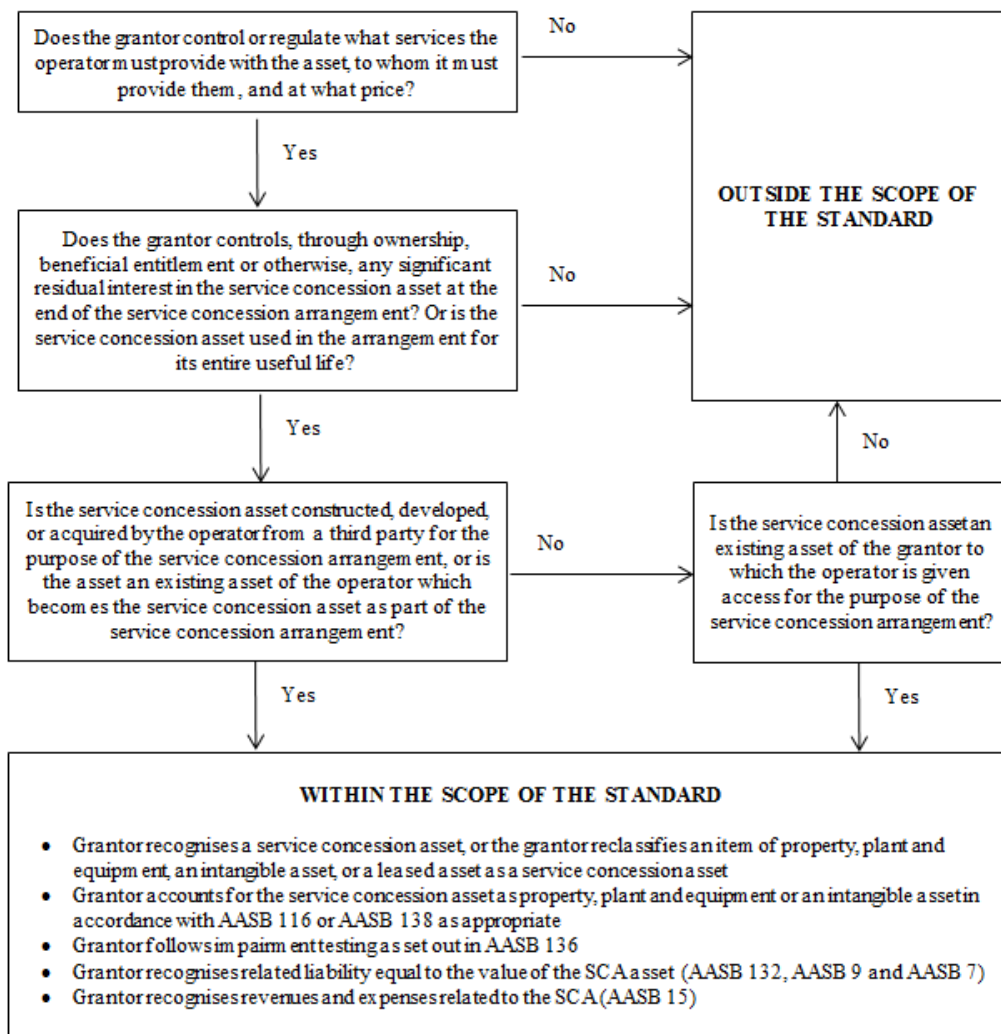 Does the grantor control or regulate what services the
operator must provide with the asset, to whom it must
provide them, and at what price?
No
Yes
OUTSIDE THE SCOPE OF
THE STANDARD
Does the grantor controls, through ownership,
beneficial entitlement or otherwise, any significant
residual interest in the service concession asset at the
end of the service concession arrangement? Or is the
service concession asset used in the arrangement for
its entire useful life?
No
Yes
No
Is the service concession asset constructed, developed,
or acquired by the operator from a third party for the
purpose of the service concession arrangement, or is
the asset an existing asset of the operator which
becomes the service concession asset as part of the
service concession arrangement?
No
Is the service concession asset an
existing asset of the grantor to
which the operator is given
access for the purpose of the
service concession arrangement?
Yes
Yes
WITHIN THE SCOPE OF THE STANDARD
• Grantor recognises a service concession asset, or the grantor reclassifies an item of property, plant and
equipment, an intangible asset, or a leased asset as a service concession asset
• Grantor accounts for the service concession asset as property, plant and equipment or an intangible asset in
accordance with AASB 116 or AASB 138 as appropriate
• Grantor follows impairment testing as set out in AASB 136
• Grantor recognises related liability equal to the value of the SCA asset (AASB 132, AASB 9 and AASB 7)
• Grantor recognises revenues and expenses related to the SCA (AASB 15)